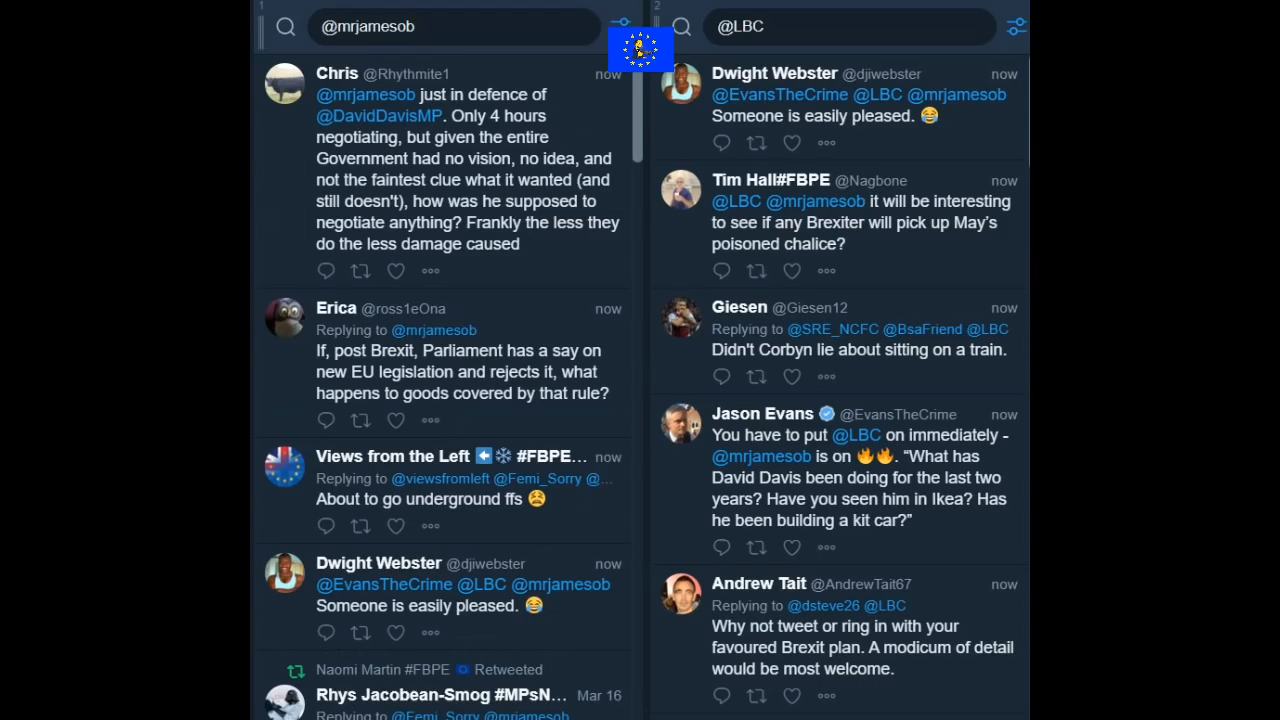 1
@mrjamesob
Chris @Rhythmite1 now
@mrjamesob just in defence of
@DavidDavisMP. Only 4 hours
negotiating, but given the entire
Government had no vision, no idea, and
not the faintest clue what it wanted (and
still doesn't), how was he supposed to
negotiate anything? Frankly the less they
do the less damage caused
Erica @ross1eOna now
Replying to @mrjamesob
If, post Brexit, Parliament has a say on
new EU legislation and rejects it, what
happens to goods covered by that rule?
Views from the Left ⬅️❄️ #FBPE... now
Replying to @viewsfromleft @Femi_Sorry @...
About to go underground ffs 😩
Dwight Webster @djiwebster now
@EvansTheCrime @LBC @mrjamesob
Someone is easily pleased. 😂
Naomi Martin #FBPE 🇪🇺 Retweeted
Rhys Jacobean-Smog #MPsN... Mar 16
Replying to @Femi_Sorry @mrjamesob
2
@LBC
Dwight Webster @djiwebster now
@EvansTheCrime @LBC @mrjamesob
Someone is easily pleased. 😂
Tim Hall#FBPE @Nagbone now
@LBC @mrjamesob it will be interesting
to see if any Brexiter will pick up May's
poisoned chalice?
Giesen @Giesen12 now
Replying to @SRE_NCFC @BsaFriend @LBC
Didn't Corbyn lie about sitting on a train.
Jason Evans @EvansTheCrime now
You have to put @LBC on immediately -
@mrjamesob is on 🔥🔥. “What has
David Davis been doing for the last two
years? Have you seen him in Ikea? Has
he been building a kit car?”
Andrew Tait @AndrewTait67 now
Replying to @dsteve26 @LBC
Why not tweet or ring in with your
favoured Brexit plan. A modicum of detail
would be most welcome.